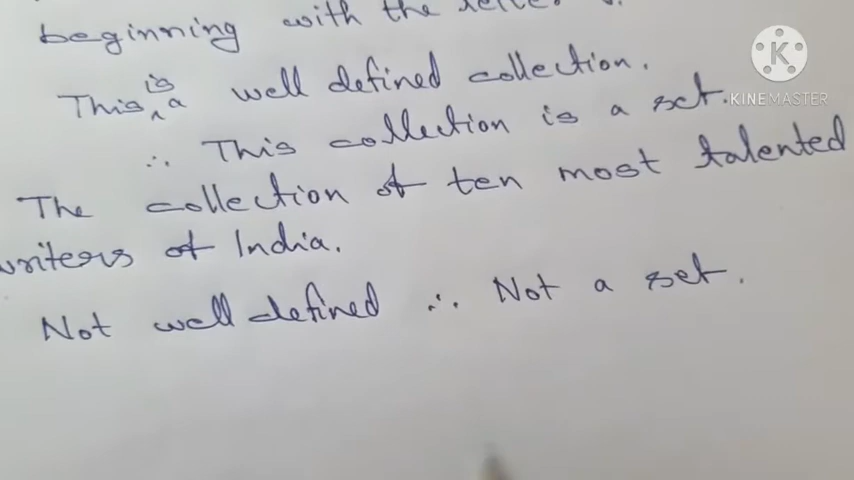 beginning with the letter
is
This ^ a well defined collection.
∴ This collection is a set.
The collection of ten most talented
writers of India.
Not well defined ∴ Not a set.
KINEMASTER